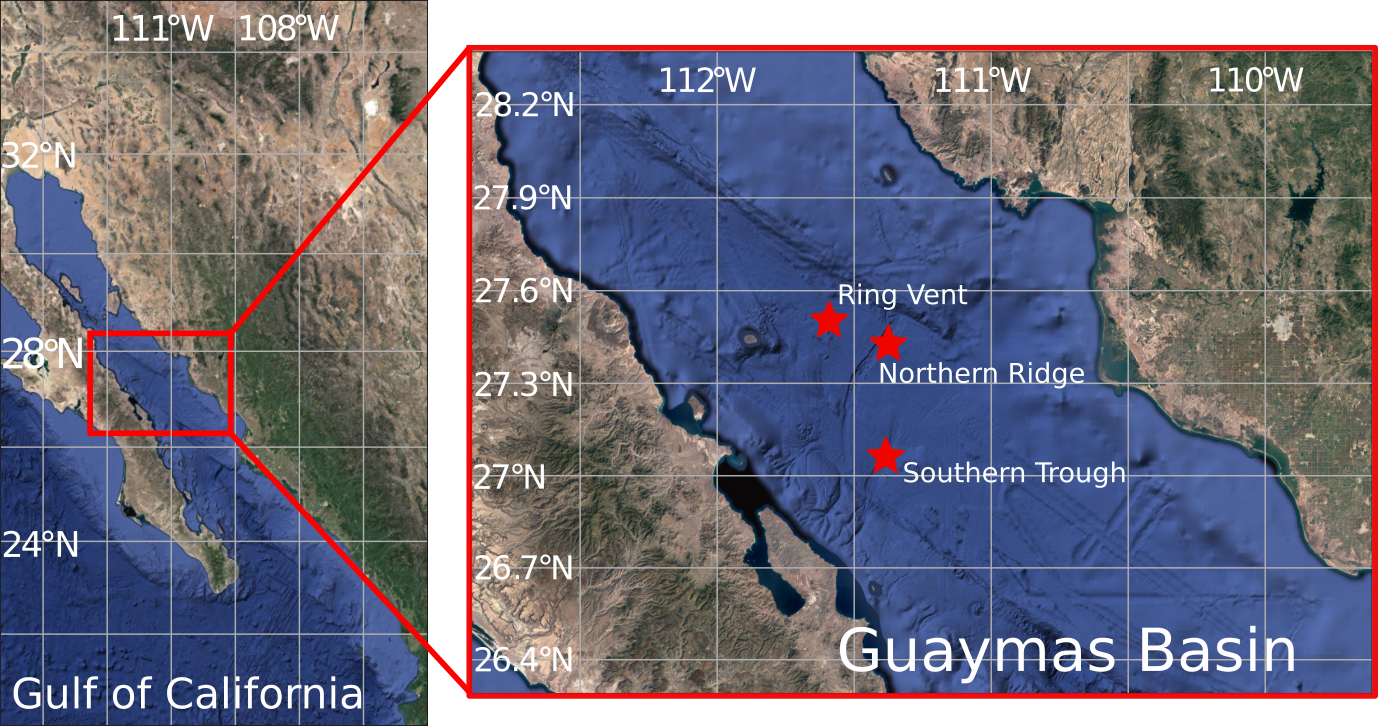 111°W 108°W
32°N
28°N
24°N
Gulf of California
112°W 111°W 110°W
28.2°N
27.9°N
27.6°N
Ring Vent
Northern Ridge
27.3°N
Southern Trough
27°N
26.7°N
Guaymas Basin
26.4°N